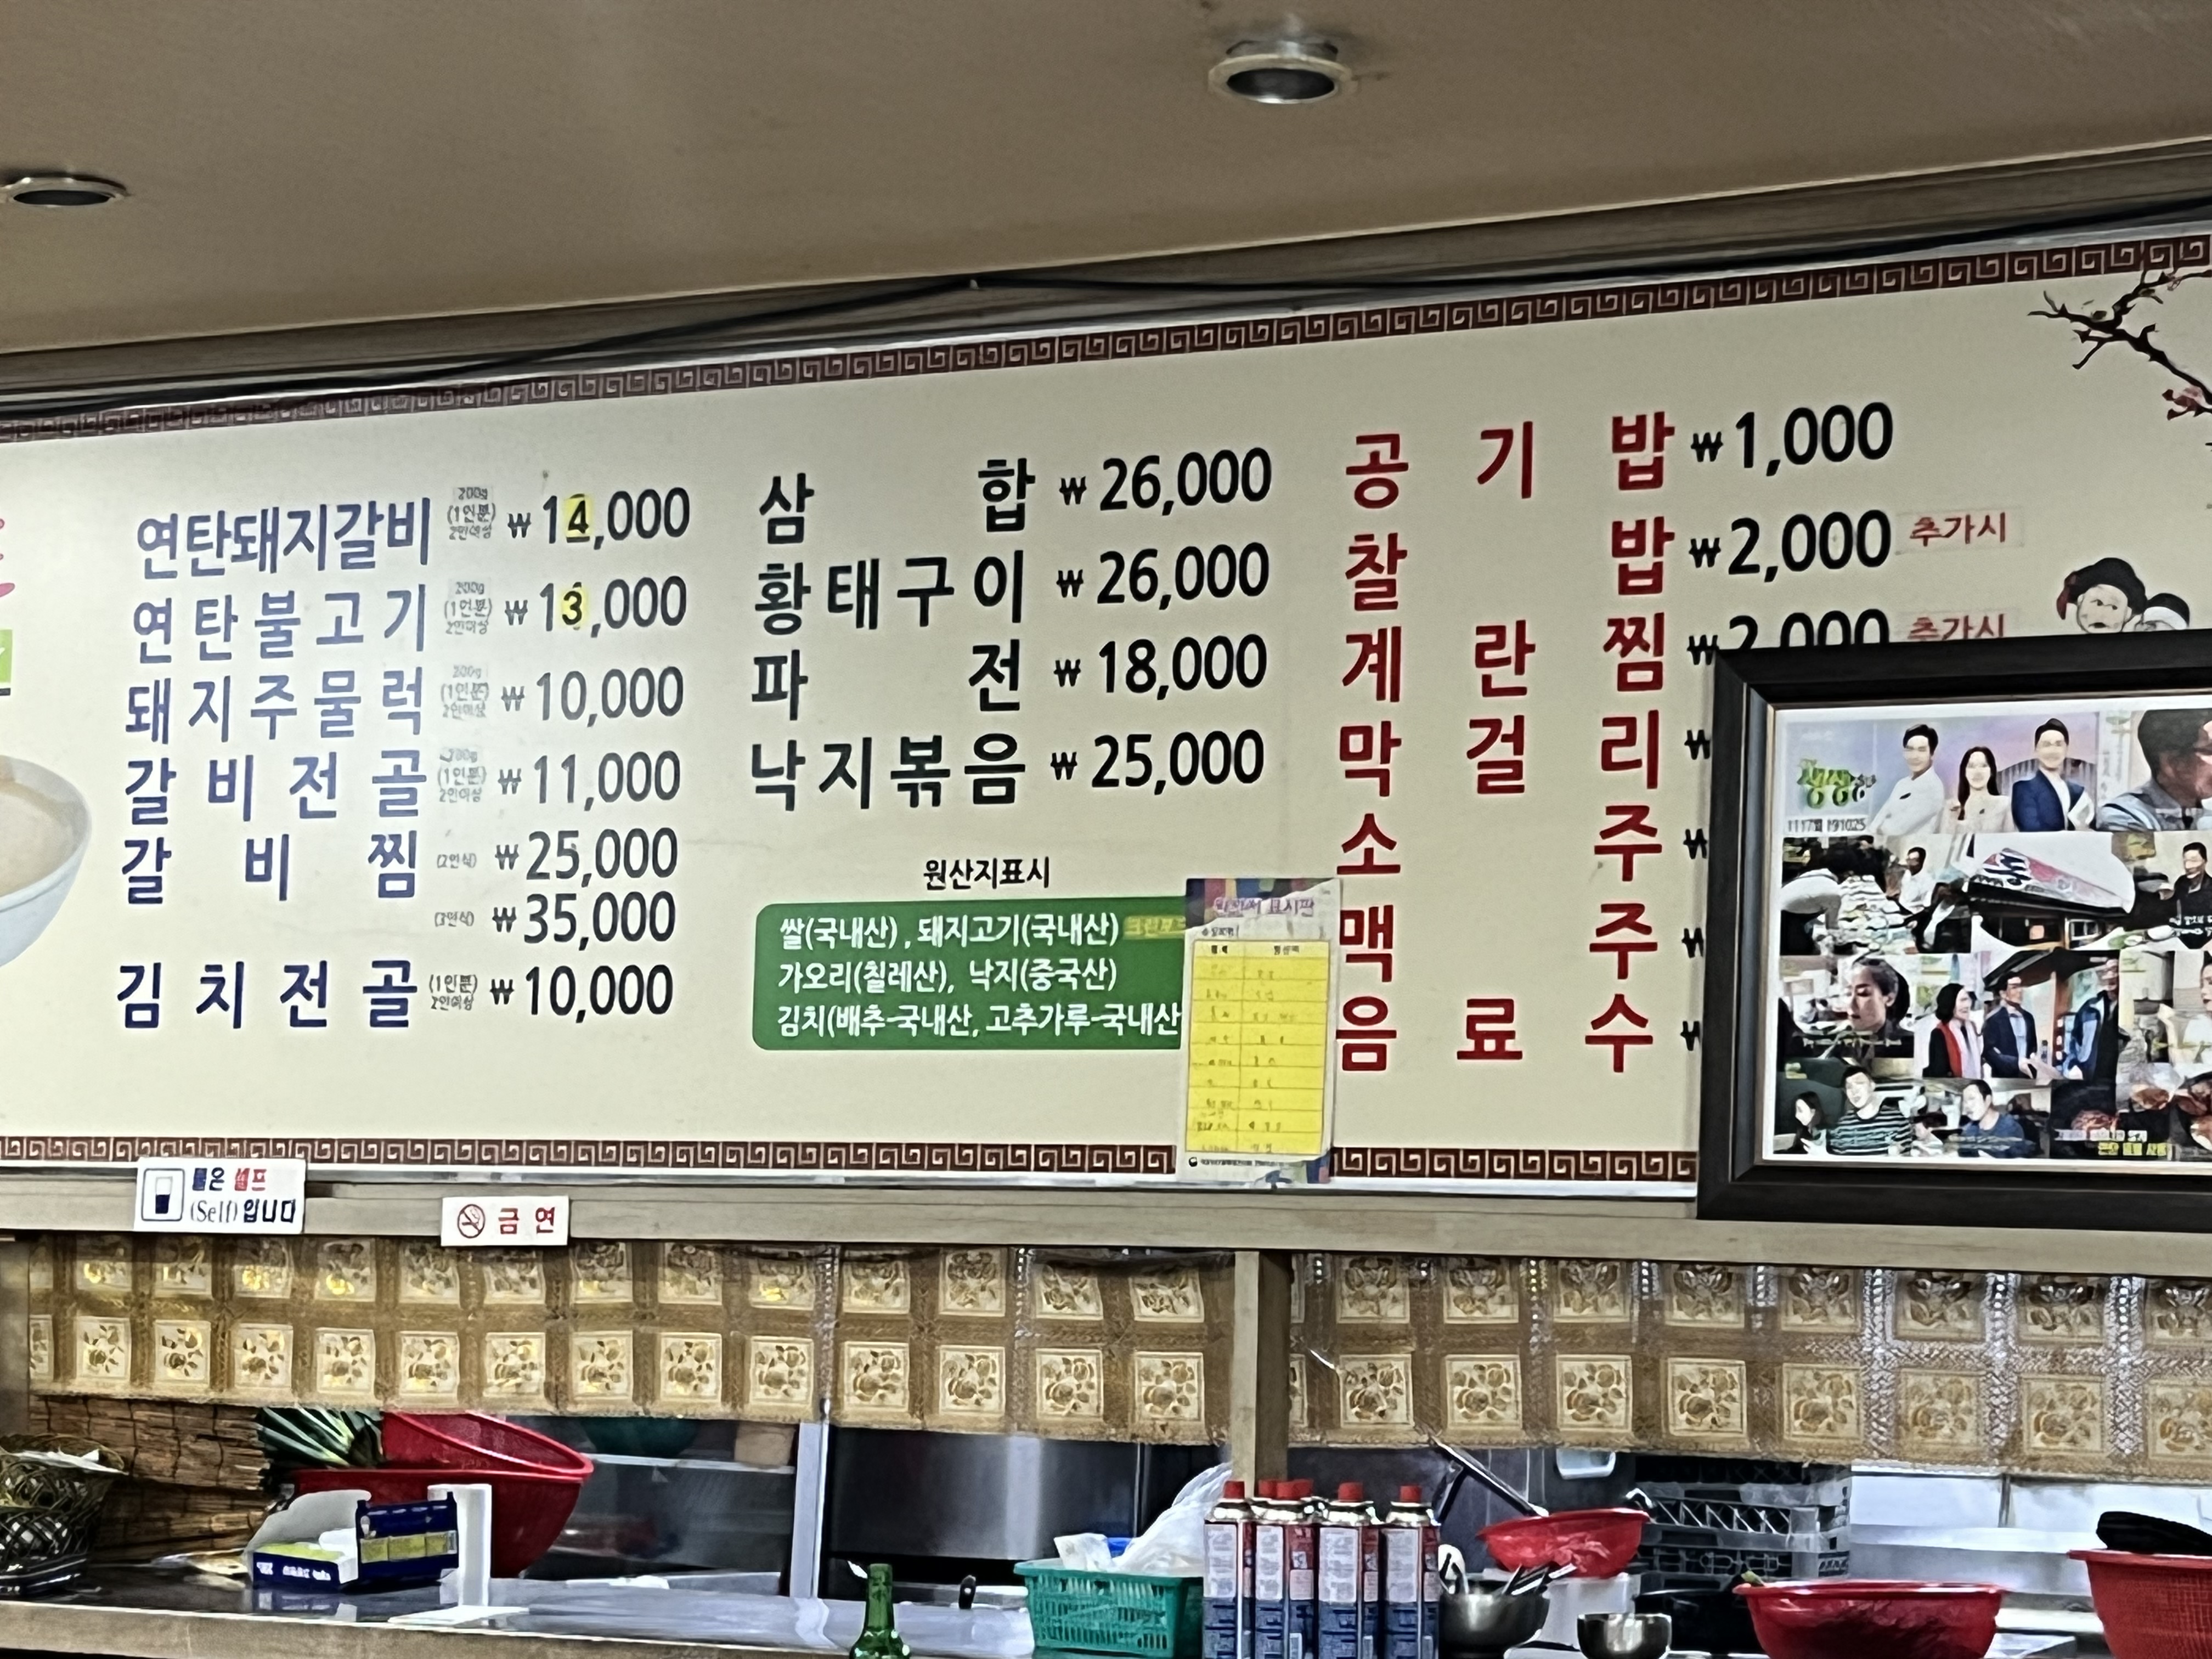 연탄돼지갈비 200g (1인분) 2인이상 ₩14,000
연탄불고기 200g (1인분) 2인이상 ₩13,000
돼지주물럭 200g (1인분) 2인이상 ₩10,000
갈비전골 (1인분) 2인이상 ₩11,000
갈비찜 (2인식) ₩25,000
(3인식) ₩35,000
김치전골 (1인분) 2인이상 ₩10,000
삼합 ₩26,000
황태구이 ₩26,000
파전 ₩18,000
낙지볶음 ₩25,000
원산지표시
쌀(국내산), 돼지고기(국내산)
가오리(칠레산), 낙지(중국산)
김치(배추-국내산, 고추가루-국내산
공기밥 ₩1,000
찰밥 ₩2,000 추가시
계란찜 ₩2,000 추가시
막걸리 ₩
소주 ₩
맥주 ₩
음료수 ₩
표시판
물은 셀프
(Self)입니다
금연